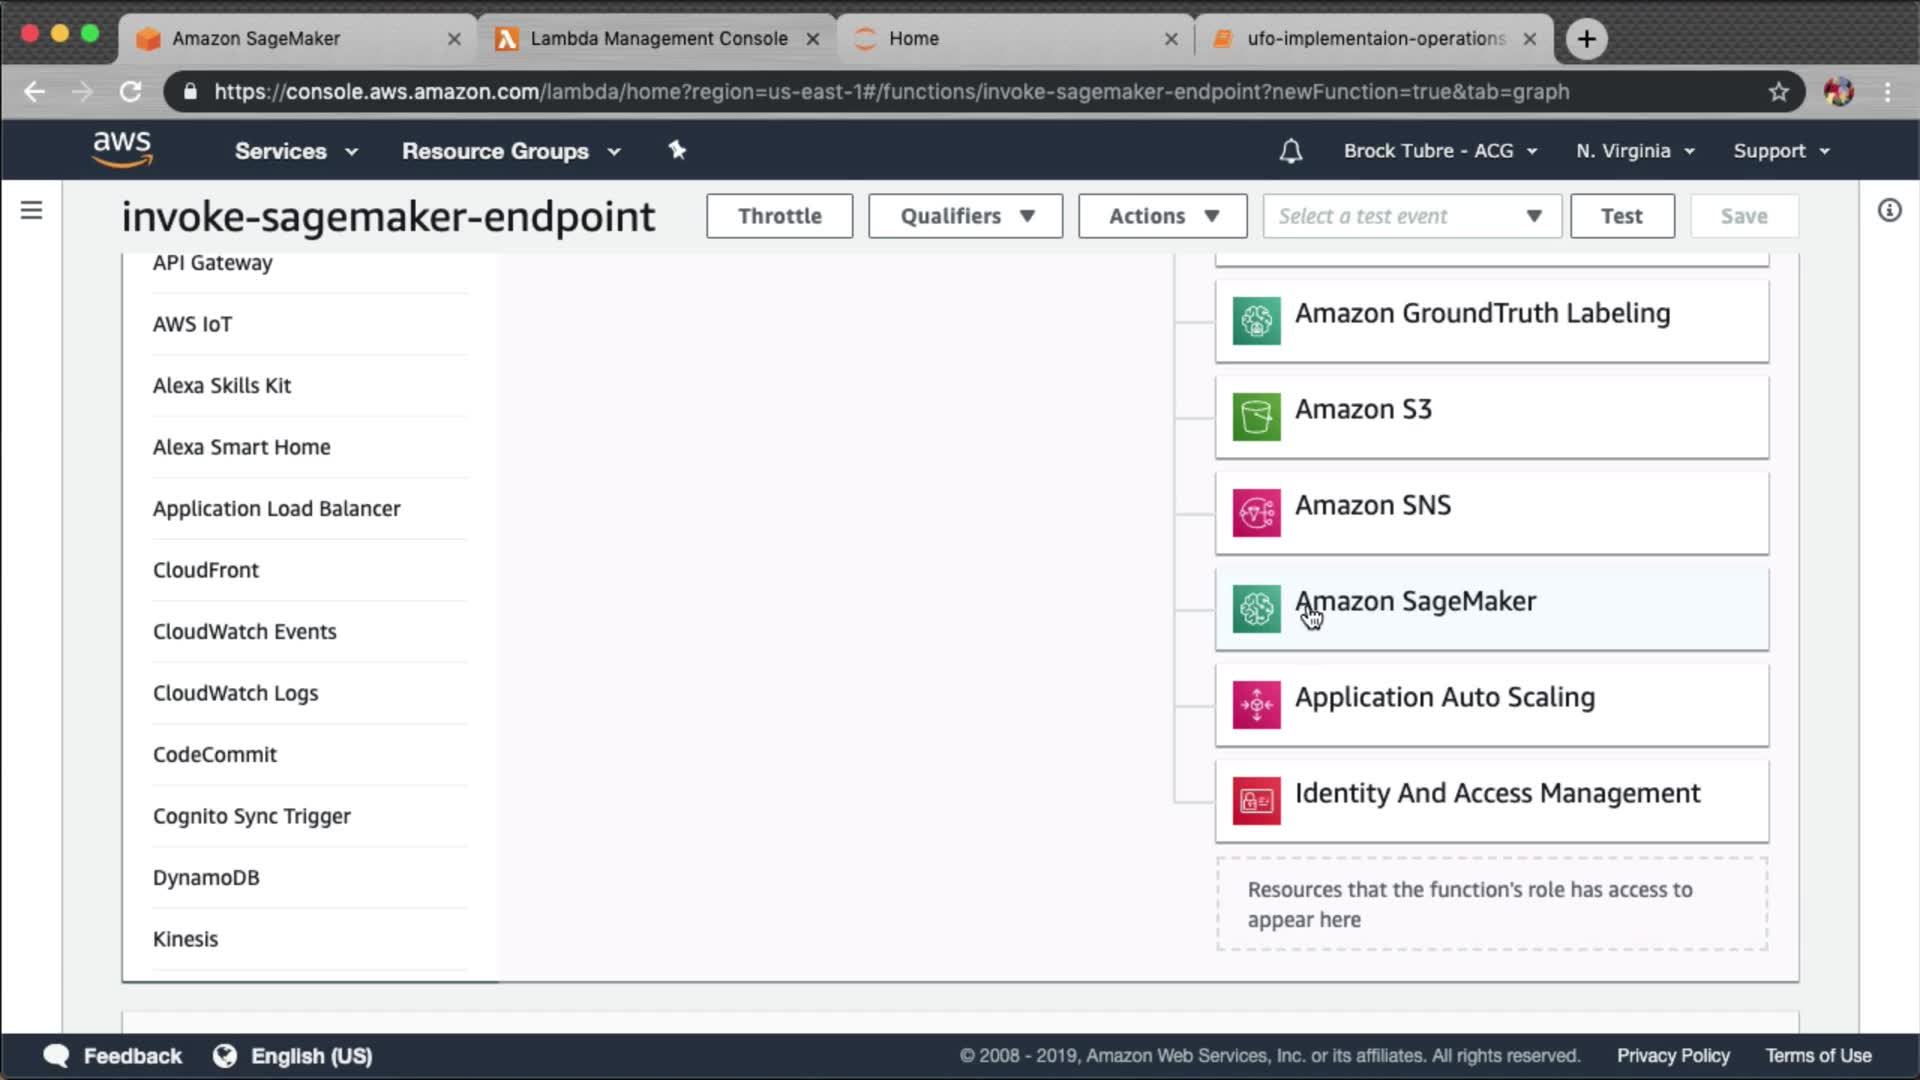 Amazon SageMaker
Lambda Management Console
Home
ufo-implementaion-operations
https://console.aws.amazon.com/lambda/home?region=us-east-1#/functions/invoke-sagemaker-endpoint?newFunction=true&tab=graph
aws
Services
Resource Groups
Brock Tubre - ACG
N. Virginia
Support
invoke-sagemaker-endpoint
Throttle
Qualifiers
Actions
Select a test event
Test
Save
API Gateway
AWS IoT
Alexa Skills Kit
Alexa Smart Home
Application Load Balancer
CloudFront
CloudWatch Events
CloudWatch Logs
CodeCommit
Cognito Sync Trigger
DynamoDB
Kinesis
Amazon GroundTruth Labeling
Amazon S3
Amazon SNS
Amazon SageMaker
Application Auto Scaling
Identity And Access Management
Resources that the function's role has access to
appear here
Feedback
English (US)
© 2008 - 2019, Amazon Web Services, Inc. or its affiliates. All rights reserved.
Privacy Policy
Terms of Use